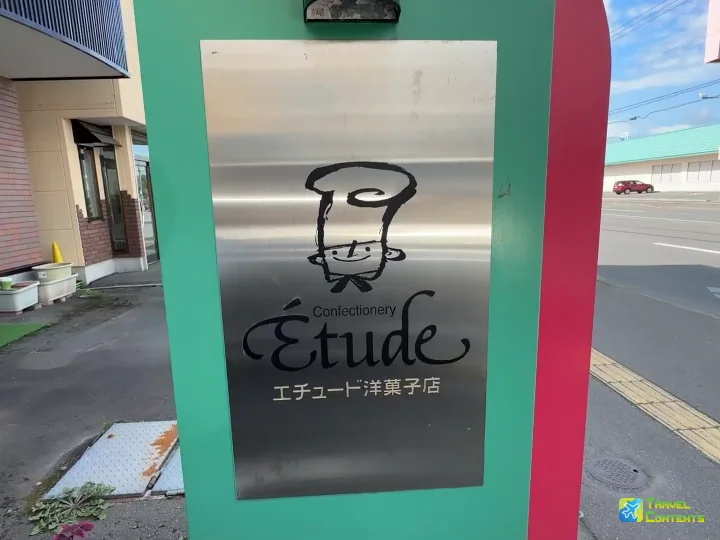 Confectionery
Étude
エチュード洋菓子店
Travel
Contents